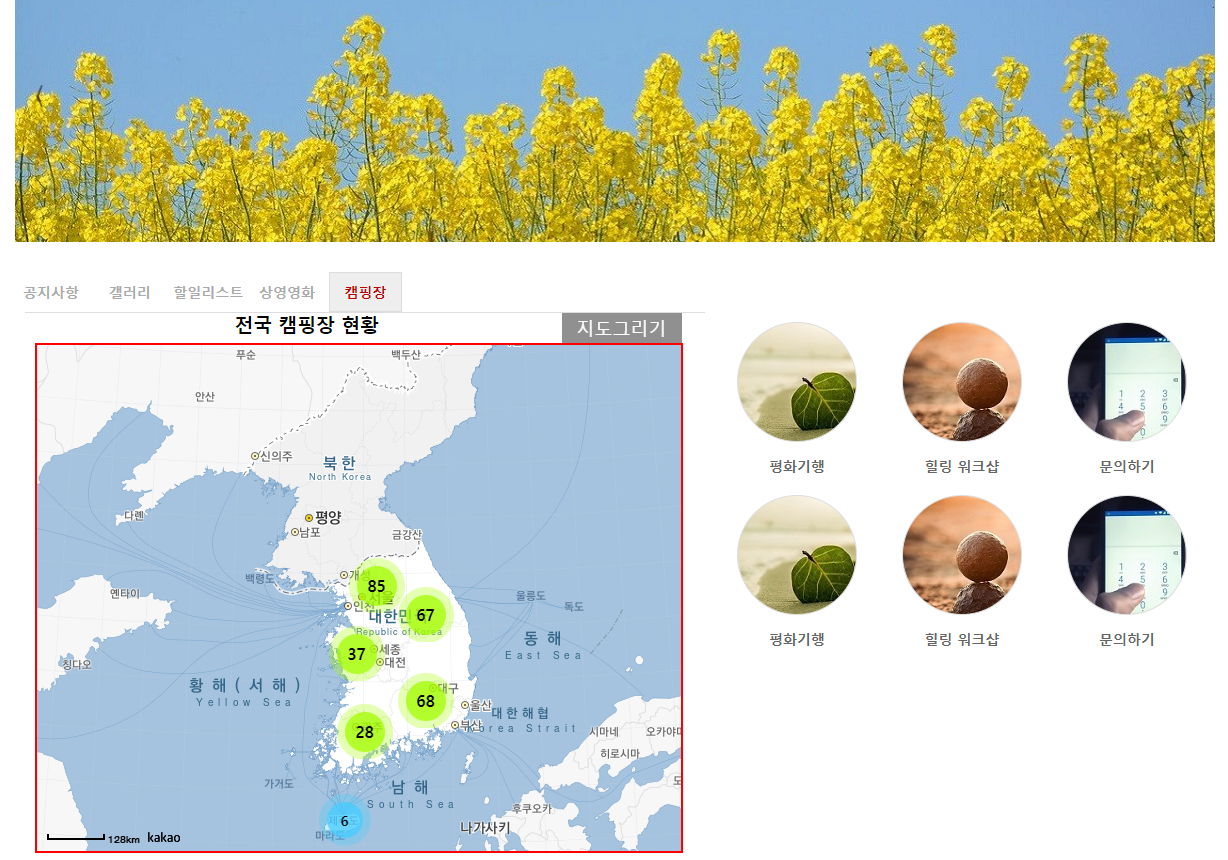 공지사항 갤러리 할일리스트 상영영화 캠핑장
전국 캠핑장 현황 지도그리기
푸순 백두산
안산
신의주
북한
North Korea
다롄
평양
남포 금강산
백령도 개성
85
옌타이 서울
인천 67 울릉도 독도
대한민
Republic of Korea
동해
37 세종
대전 East Sea
칭다오
황해(서해)
Yellow Sea
대구
68 울산
대한해협
부산 Korea Strait
28 시마네 오카야마
히로시마
가거도 남해
South Sea
후쿠오카
6
마라도 나가사키
128km kakao
평화기행 힐링 워크샵 문의하기
평화기행 힐링 워크샵 문의하기